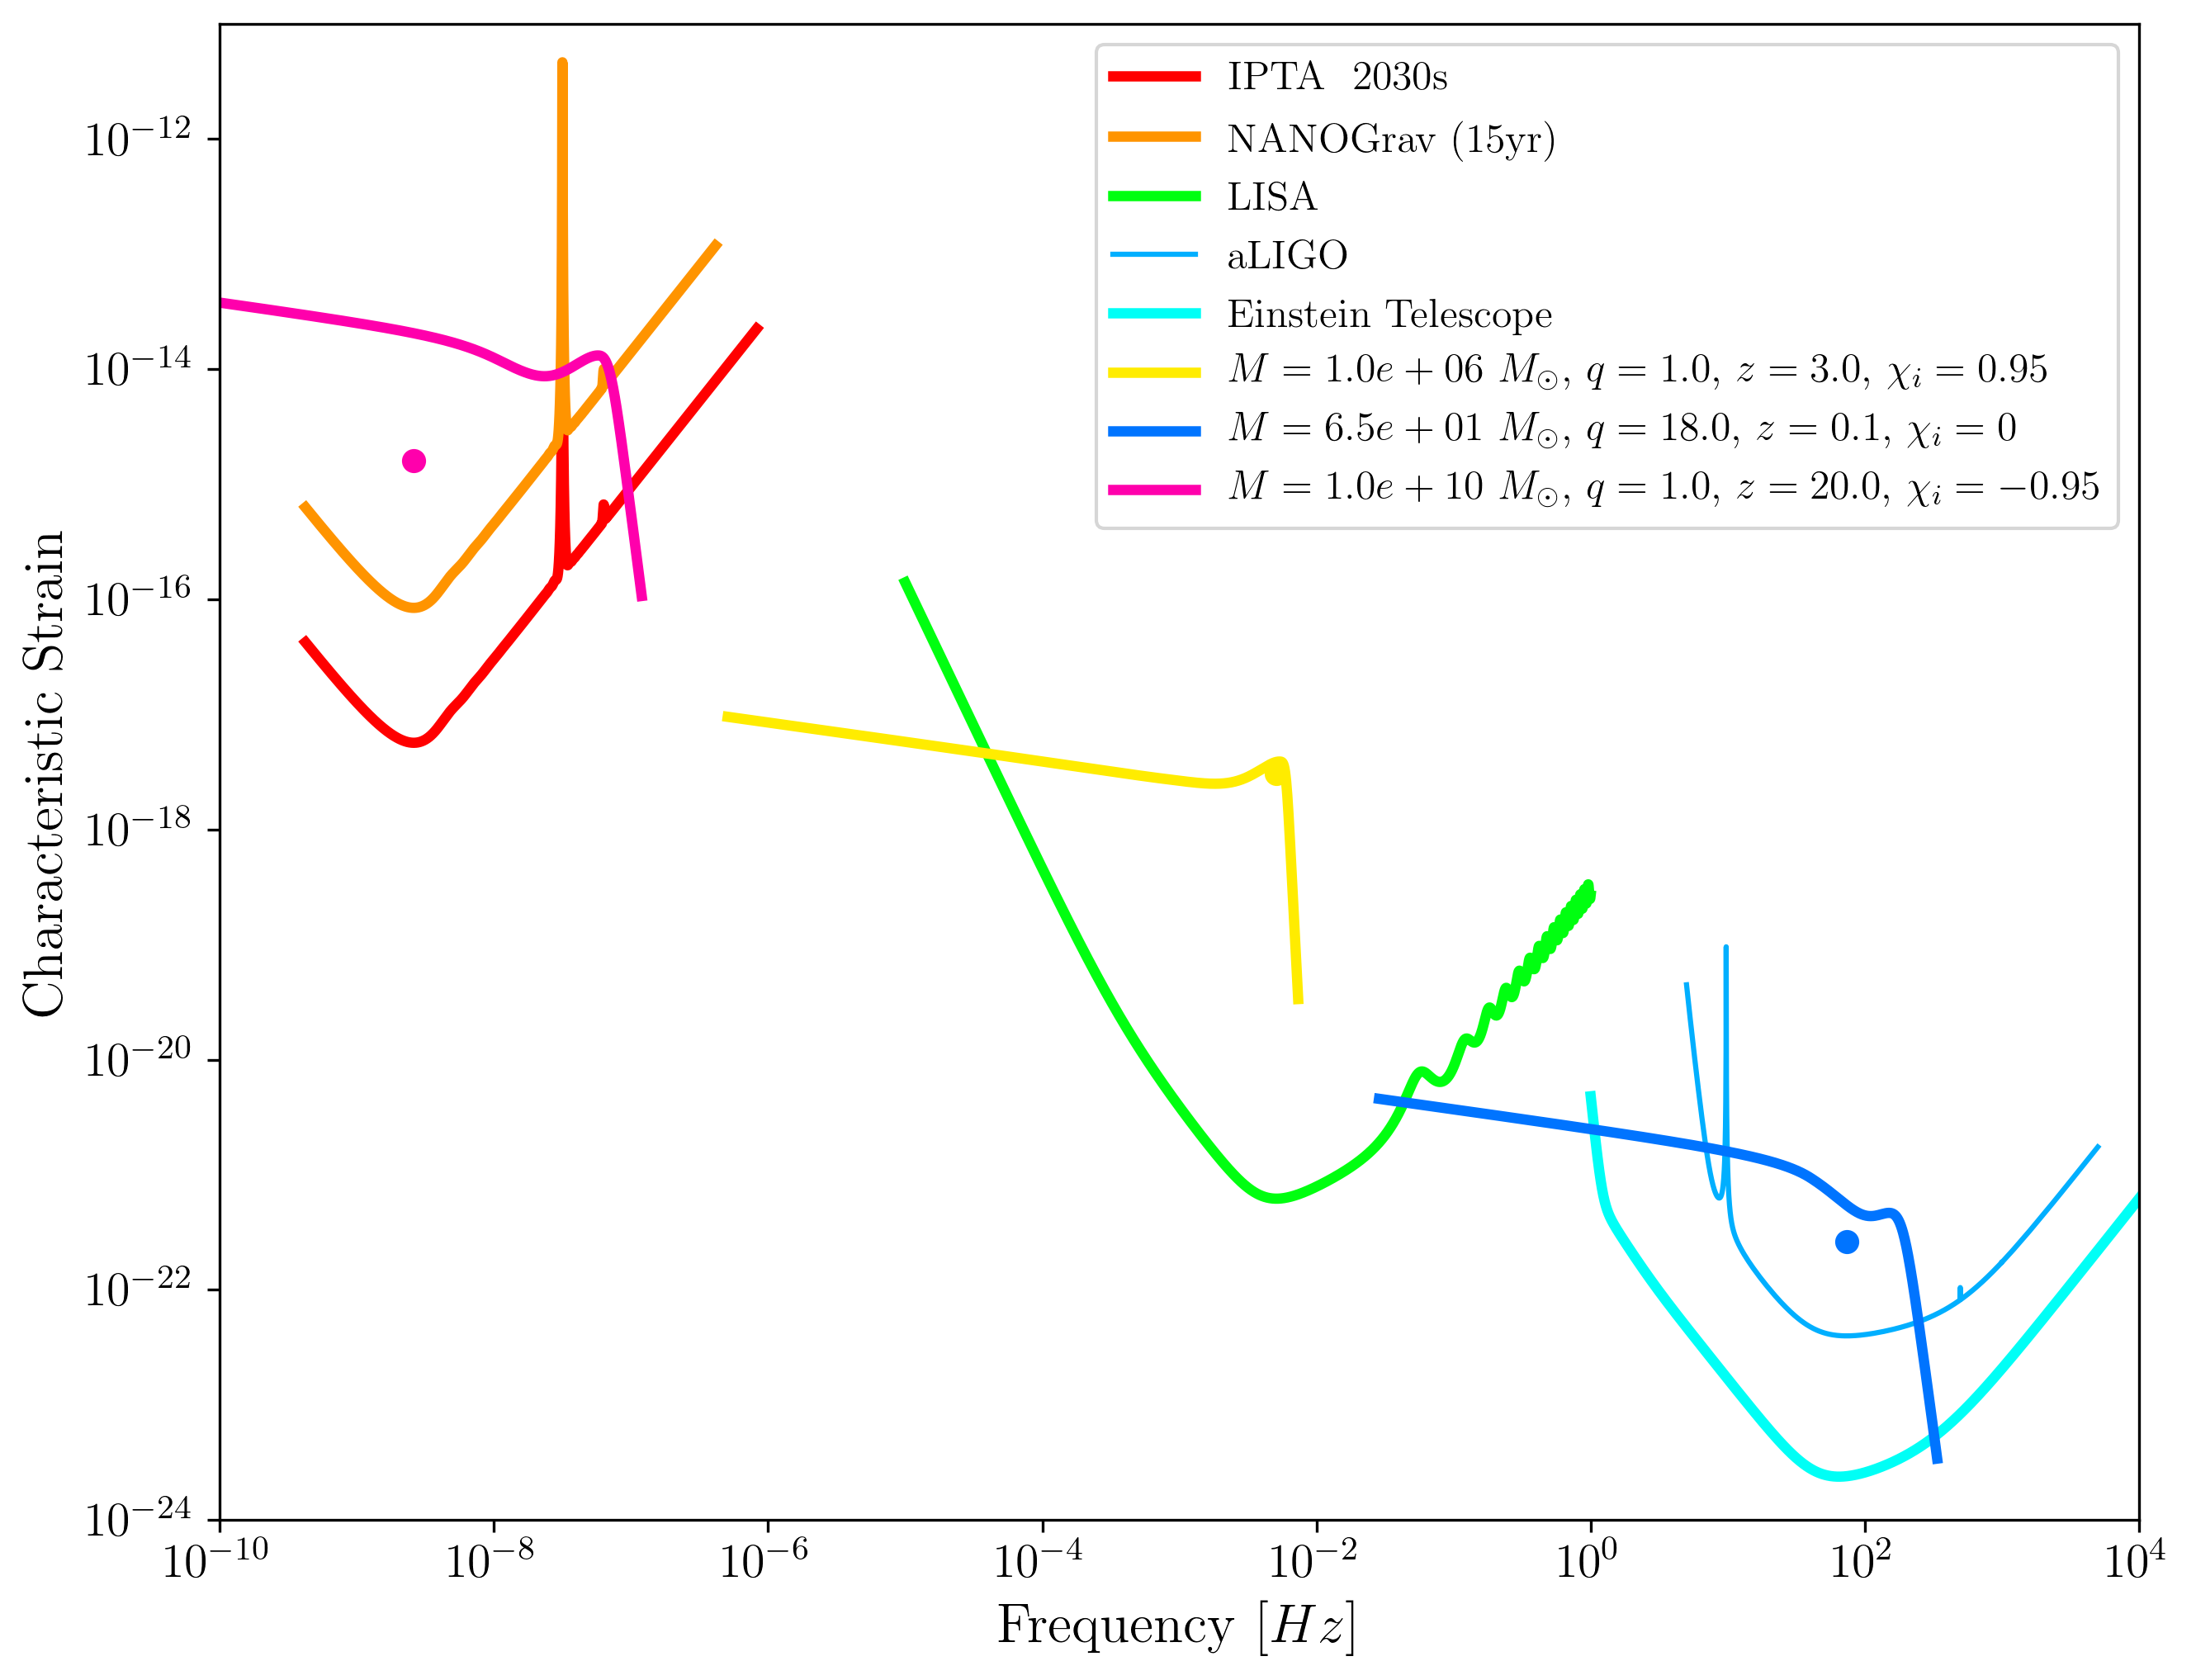 Characteristic Strain
10⁻¹²
10⁻¹⁴
10⁻¹⁶
10⁻¹⁸
10⁻²⁰
10⁻²²
10⁻²⁴
IPTA 2030s
NANOGrav (15yr)
LISA
aLIGO
Einstein Telescope
M = 1.0e + 06 M⊙, q = 1.0, z = 3.0, χᵢ = 0.95
M = 6.5e + 01 M⊙, q = 18.0, z = 0.1, χᵢ = 0
M = 1.0e + 10 M⊙, q = 1.0, z = 20.0, χᵢ = −0.95
10⁻¹⁰ 10⁻⁸ 10⁻⁶ 10⁻⁴ 10⁻² 10⁰ 10² 10⁴
Frequency [Hz]